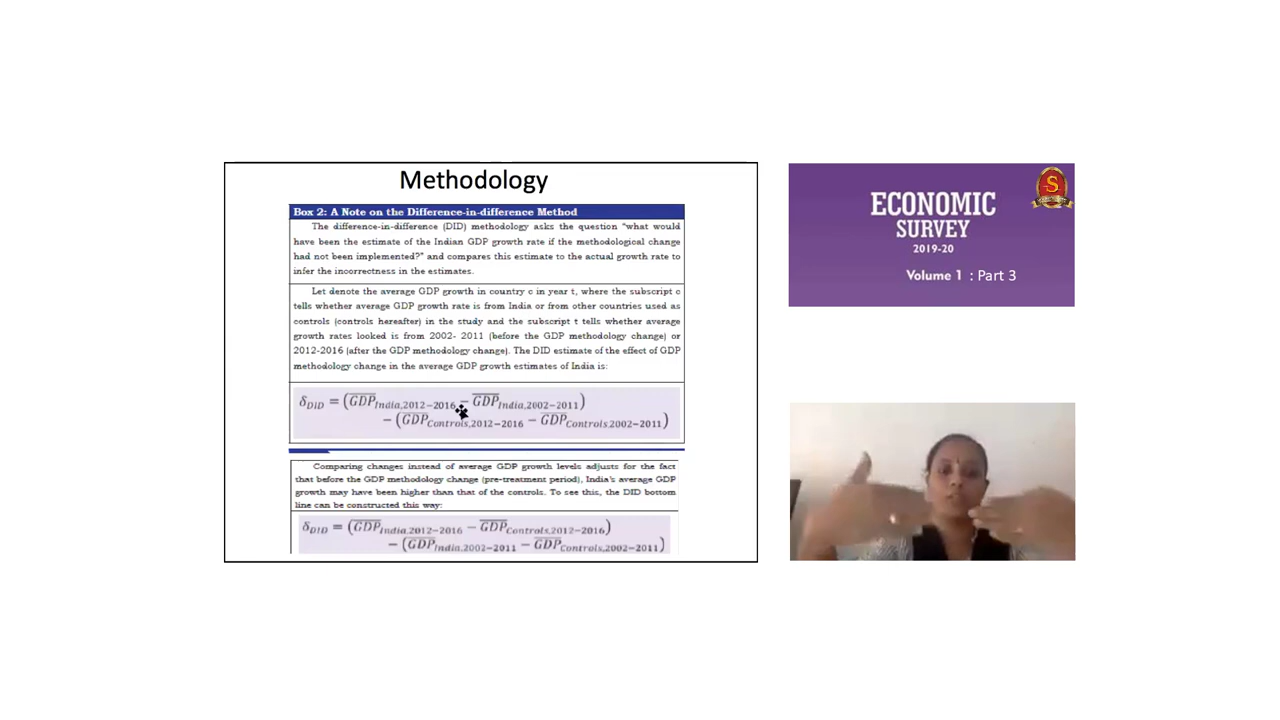 Methodology
Box 2: A Note on the Difference-in-difference Method
The difference-in-difference (DID) methodology asks the question "what would
have been the estimate of the Indian GDP growth rate if the methodological change
had not been implemented?" and compares this estimate to the actual growth rate to
infer the incorrectness in the estimates.
Let denote the average GDP growth in country c in year t, where the subscript c
tells whether average GDP growth rate is from India or from other countries used as
controls (controls hereafter) in the study and the subscript t tells whether average
growth rates looked is from 2002- 2011 (before the GDP methodology change) or
2012-2016 (after the GDP methodology change). The DID estimate of the effect of GDP
methodology change in the average GDP growth estimates of India is:
δ_DID = (G̅D̅P̅_India,2012−2016 − G̅D̅P̅_India,2002−2011)
− (G̅D̅P̅_Controls,2012−2016 − G̅D̅P̅_Controls,2002−2011)
Comparing changes instead of average GDP growth levels adjusts for the fact
that before the GDP methodology change (pre-treatment period), India's average GDP
growth may have been higher than that of the controls. To see this, the DID bottom
line can be constructed this way:
δ_DID = (G̅D̅P̅_India,2012−2016 − G̅D̅P̅_Controls,2012−2016)
− (G̅D̅P̅_India,2002−2011 − G̅D̅P̅_Controls,2002−2011)
S
ECONOMIC
SURVEY
2019-20
Volume 1 : Part 3